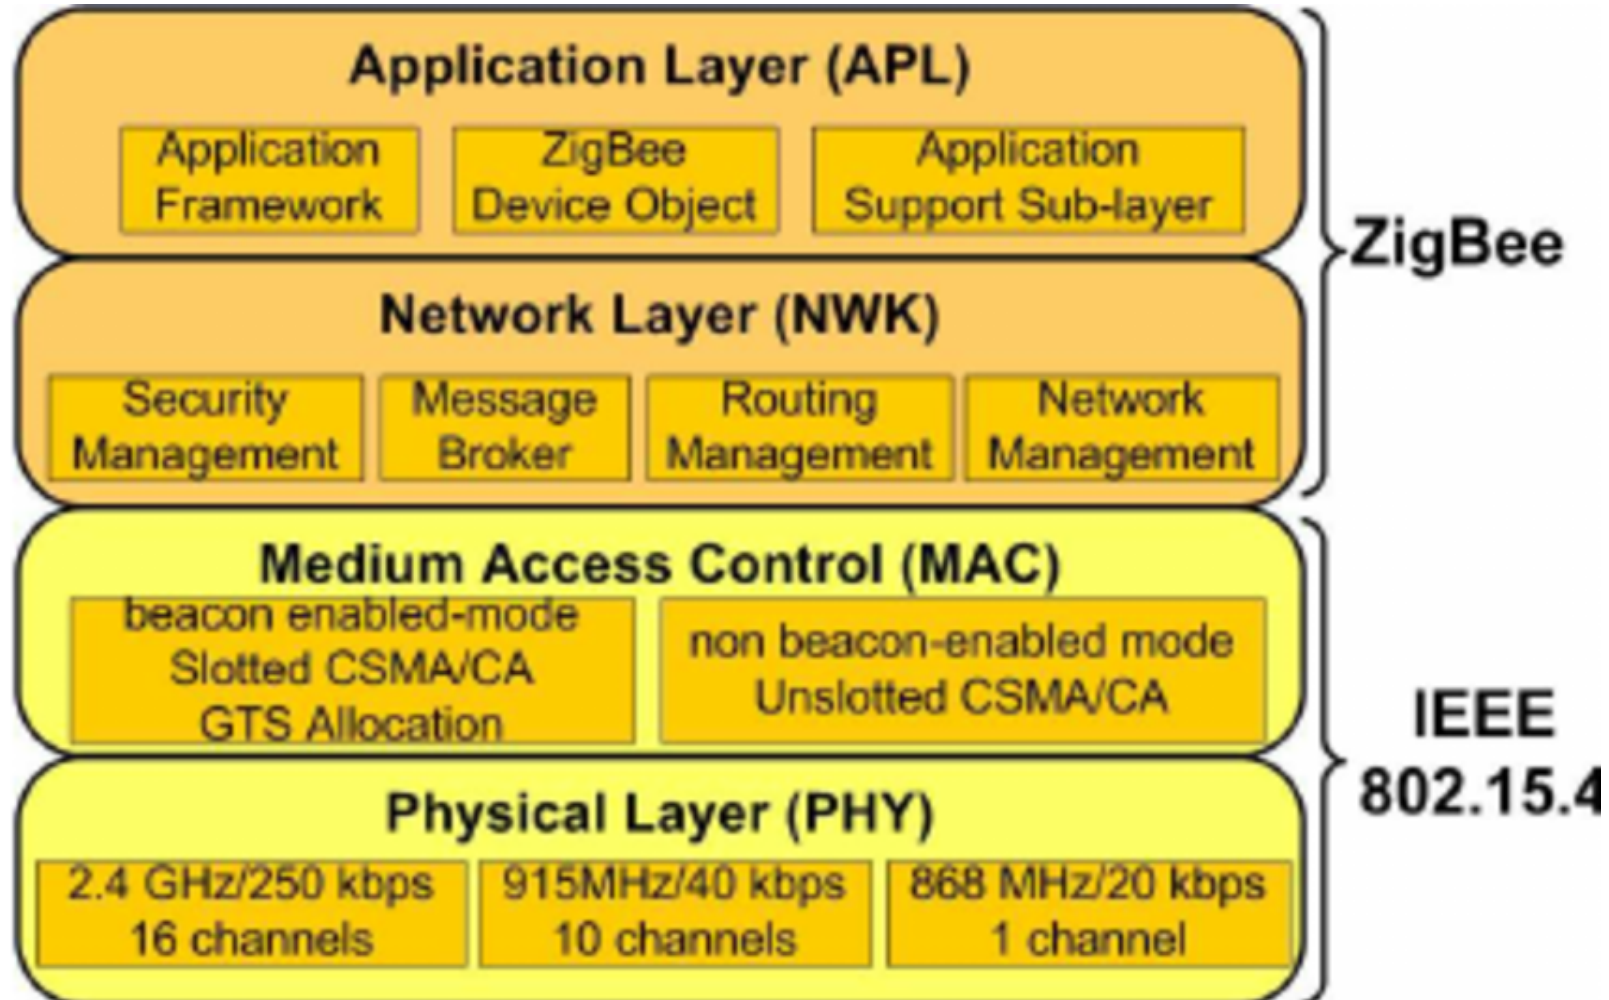 Application Layer (APL)
Application
Framework
ZigBee
Device Object
Application
Support Sub-layer
ZigBee
Network Layer (NWK)
Security
Management
Message
Broker
Routing
Management
Network
Management
Medium Access Control (MAC)
beacon enabled-mode
Slotted CSMA/CA
GTS Allocation
non beacon-enabled mode
Unslotted CSMA/CA
IEEE
802.15.4
Physical Layer (PHY)
2.4 GHz/250 kbps
16 channels
915MHz/40 kbps
10 channels
868 MHz/20 kbps
1 channel